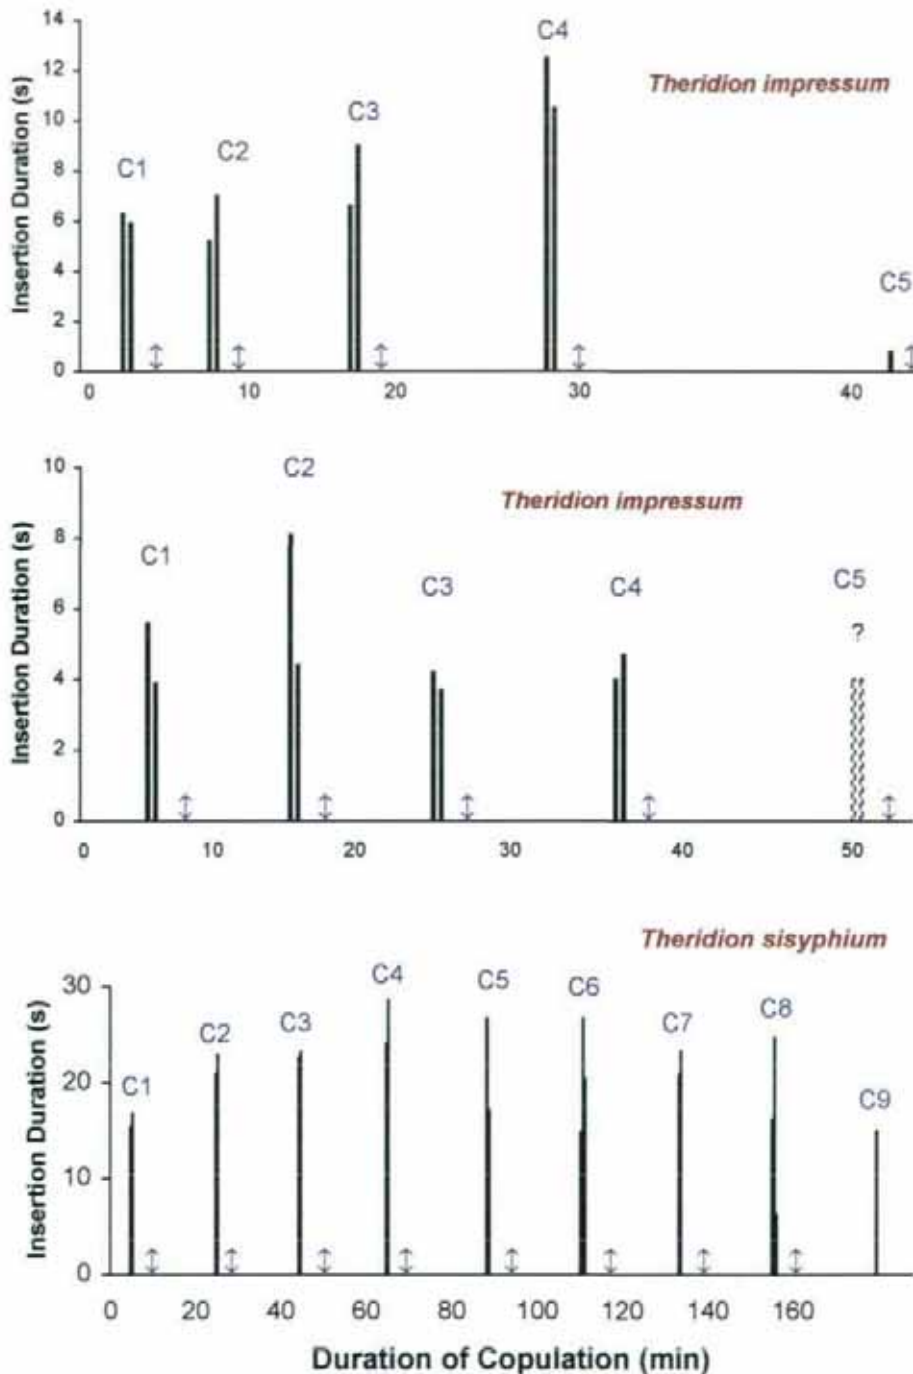 14
C4
Theridion impressum
12
Insertion Duration (s)
10
C3
8
C1
C2
6
4
C5
2
0
0 10 20 30 40
10
C2
Theridion impressum
Insertion Duration (s)
8
C1
C3 C4 C5
6
?
4
2
0
0 10 20 30 40 50
Theridion sisyphium
30
Insertion Duration (s)
C4 C5 C6
C2 C3 C7 C8
20
C1 C9
10
0
0 20 40 60 80 100 120 140 160
Duration of Copulation (min)